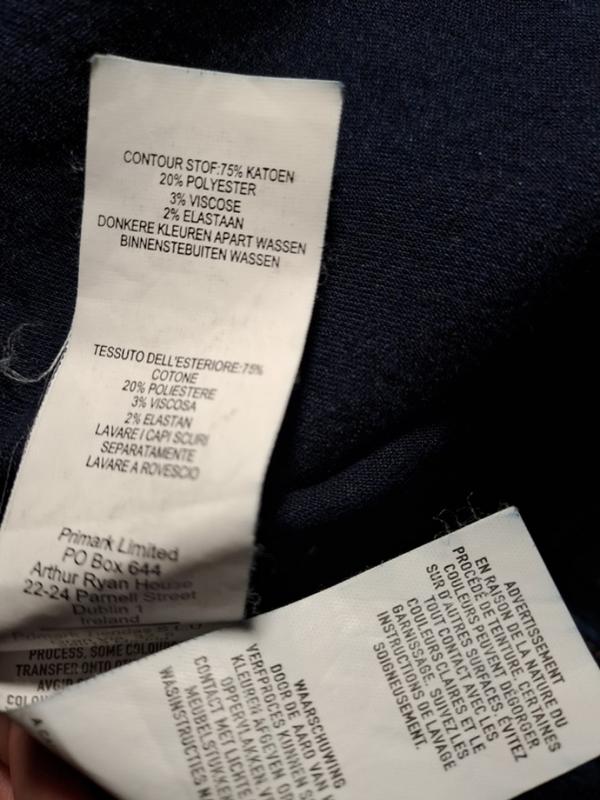 CONTOUR STOF:75% KATOEN
20% POLYESTER
3% VISCOSE
2% ELASTAAN
DONKERE KLEUREN APART WASSEN
BINNENSTEBUITEN WASSEN
TESSUTO DELL'ESTERIORE:75%
COTONE
20% POLIESTERE
3% VISCOSA
2% ELASTAN
LAVARE I CAPI SCURI
SEPARATAMENTE
LAVARE A ROVESCIO
Primark Limited
PO Box 644
Arthur Ryan House
22-24 Parnell Street
Dublin 1
Ireland
Primark Tiendas S.L.U
PROCESS, SOME COLOUR
TRANSFER ONTO
WAARSCHUWING
DOOR DE AARD VAN
VERFPROCES KUNNEN
KLEUREN AFGEVEN OP
OPPERVLAKKEN.
CONTACT MET LICHTE
MEUBELSTUKKEN
WASINSTRUCTIES
ADVERTISSEMENT
EN RAISON DE LA NATURE DU
PROCÉDÉ DE TEINTURE, CERTAINES
COULEURS PEUVENT DÉGORGER
SUR D'AUTRES SURFACES. ÉVITEZ
TOUT CONTACT AVEC LES
COULEURS CLAIRES ET LE
GARNISSAGE. SUIVEZ LES
INSTRUCTIONS DE LAVAGE
SOIGNEUSEMENT.